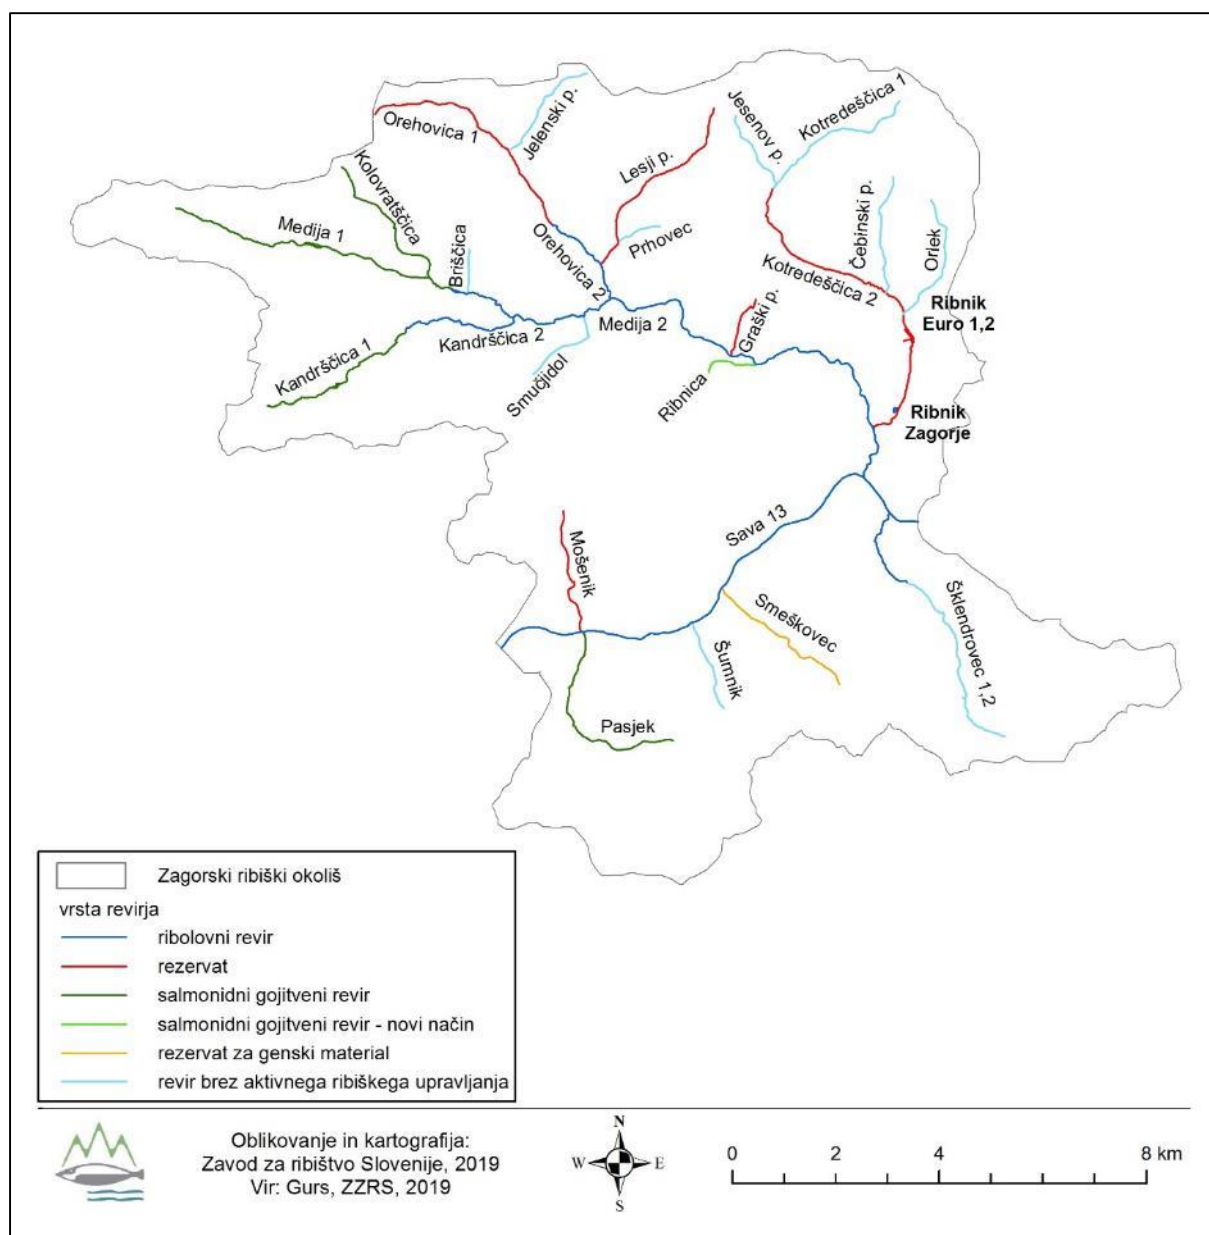 Jelenski p.
Orehovica 1
Jesenov p.
Kotredeščica 1
Kolovratščica
Lesji p.
Medija 1
Briščica
Orehovica 2
Prhovec
Čebinski p.
Orlek
Kotredeščica 2
Ribnik
Euro 1,2
Kandrščica 2
Medija 2
Graški p.
Kandrščica 1
Smučjidol
Ribnica
Ribnik
Zagorje
Sava 13
Mošenik
Smeškovec
Šklendrovec 1,2
Šumnik
Pasjek
Zagorski ribiški okoliš
vrsta revirja
ribolovni revir
rezervat
salmonidni gojitveni revir
salmonidni gojitveni revir - novi način
rezervat za genski material
revir brez aktivnega ribiškega upravljanja
Oblikovanje in kartografija:
Zavod za ribištvo Slovenije, 2019
Vir: Gurs, ZZRS, 2019
N
W E
S
0 2 4 8 km